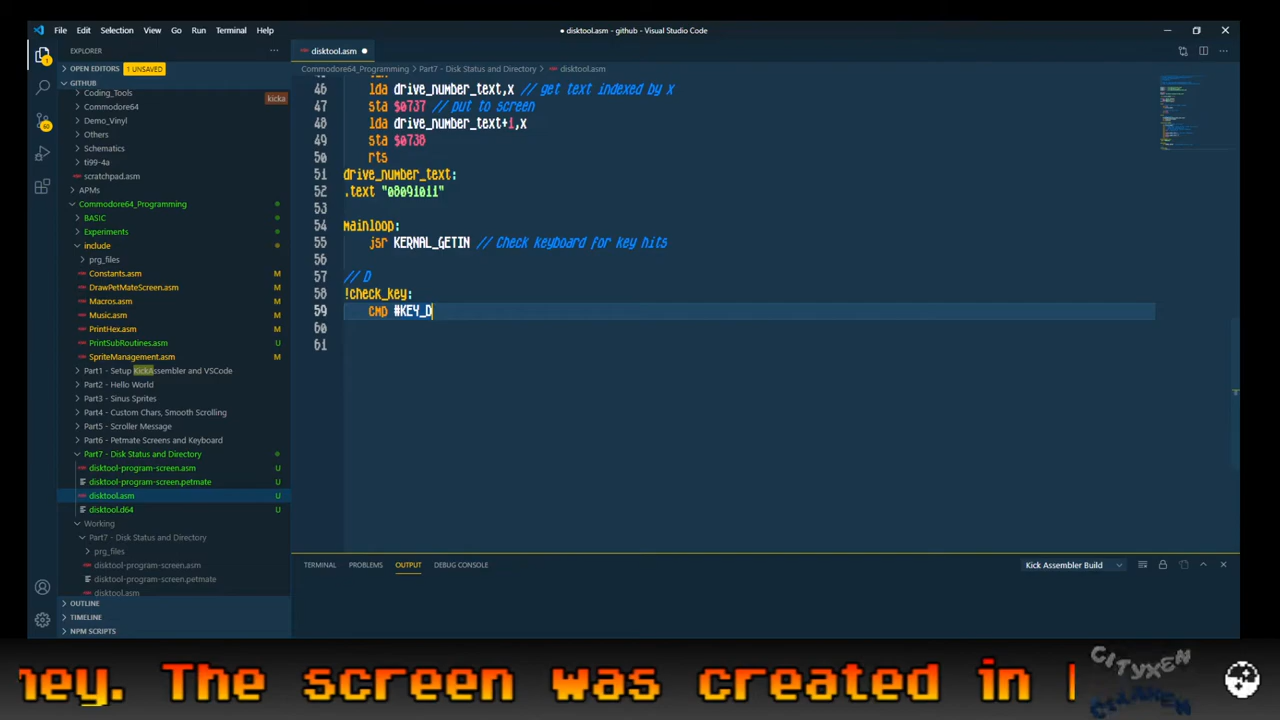 File Edit Selection View Go Run Terminal Help
● disktool.asm - github - Visual Studio Code
EXPLORER
OPEN EDITORS 1 UNSAVED
GITHUB
kicka
Coding_Tools
Commodore64
Demo_Vinyl
Others
Schematics
ti99-4a
scratchpad.asm
APMs
Commodore64_Programming
BASIC
Experiments
include
prg_files
Constants.asm M
DrawPetMateScreen.asm M
Macros.asm M
Music.asm M
PrintHex.asm M
PrintSubRoutines.asm U
SpriteManagement.asm M
Part1 - Setup KickAssembler and VSCode
Part2 - Hello World
Part3 - Sinus Sprites
Part4 - Custom Chars, Smooth Scrolling
Part5 - Scroller Message
Part6 - Petmate Screens and Keyboard
Part7 - Disk Status and Directory
disktool-program-screen.asm U
disktool-program-screen.petmate U
disktool.asm U
disktool.d64 U
Working
Part7 - Disk Status and Directory
prg_files
disktool-program-screen.asm
disktool-program-screen.petmate
disktool.asm
OUTLINE
TIMELINE
NPM SCRIPTS
disktool.asm ●
Commodore64_Programming > Part7 - Disk Status and Directory > disktool.asm
46 lda drive_number_text,x // get text indexed by x
47 sta $0737 // put to screen
48 lda drive_number_text+1,x
49 sta $0738
50 rts
51 drive_number_text:
52 .text "08091011"
53
54 mainloop:
55 jsr KERNAL_GETIN // Check keyboard for key hits
56
57 // D
58 !check_key:
59 cmp #KEY_D
60
61
TERMINAL PROBLEMS OUTPUT DEBUG CONSOLE
Kick Assembler Build
ney. The screen was created in
CITYXEN